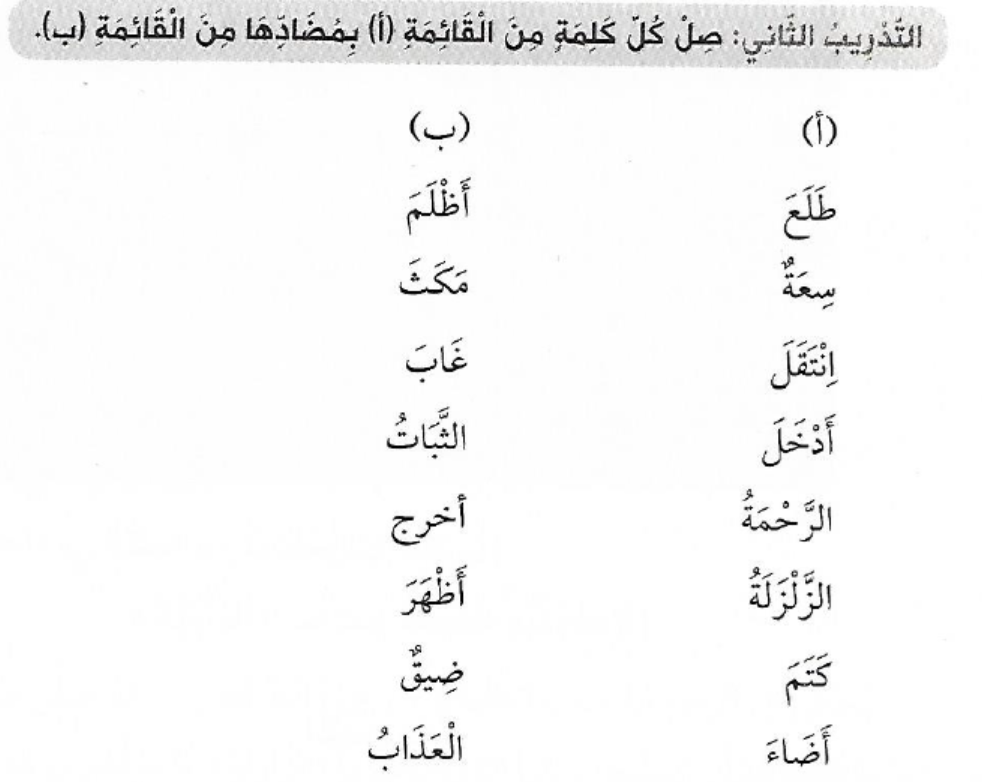 التَّدْرِيبُ الثَّانِي: صِلْ كُلَّ كَلِمَةٍ مِنَ الْقَائِمَةِ (أ) بِمُضَادِّهَا مِنَ الْقَائِمَةِ (ب).
(أ) (ب)
طَلَعَ أَظْلَمَ
سِعَةٌ مَكَثَ
اِنْتَقَلَ غَابَ
أَدْخَلَ الثَّبَاتُ
الرَّحْمَةُ أخرج
الزَّلْزَلَةُ أَظْهَرَ
كَتَمَ ضِيقٌ
أَضَاءَ الْعَذَابُ